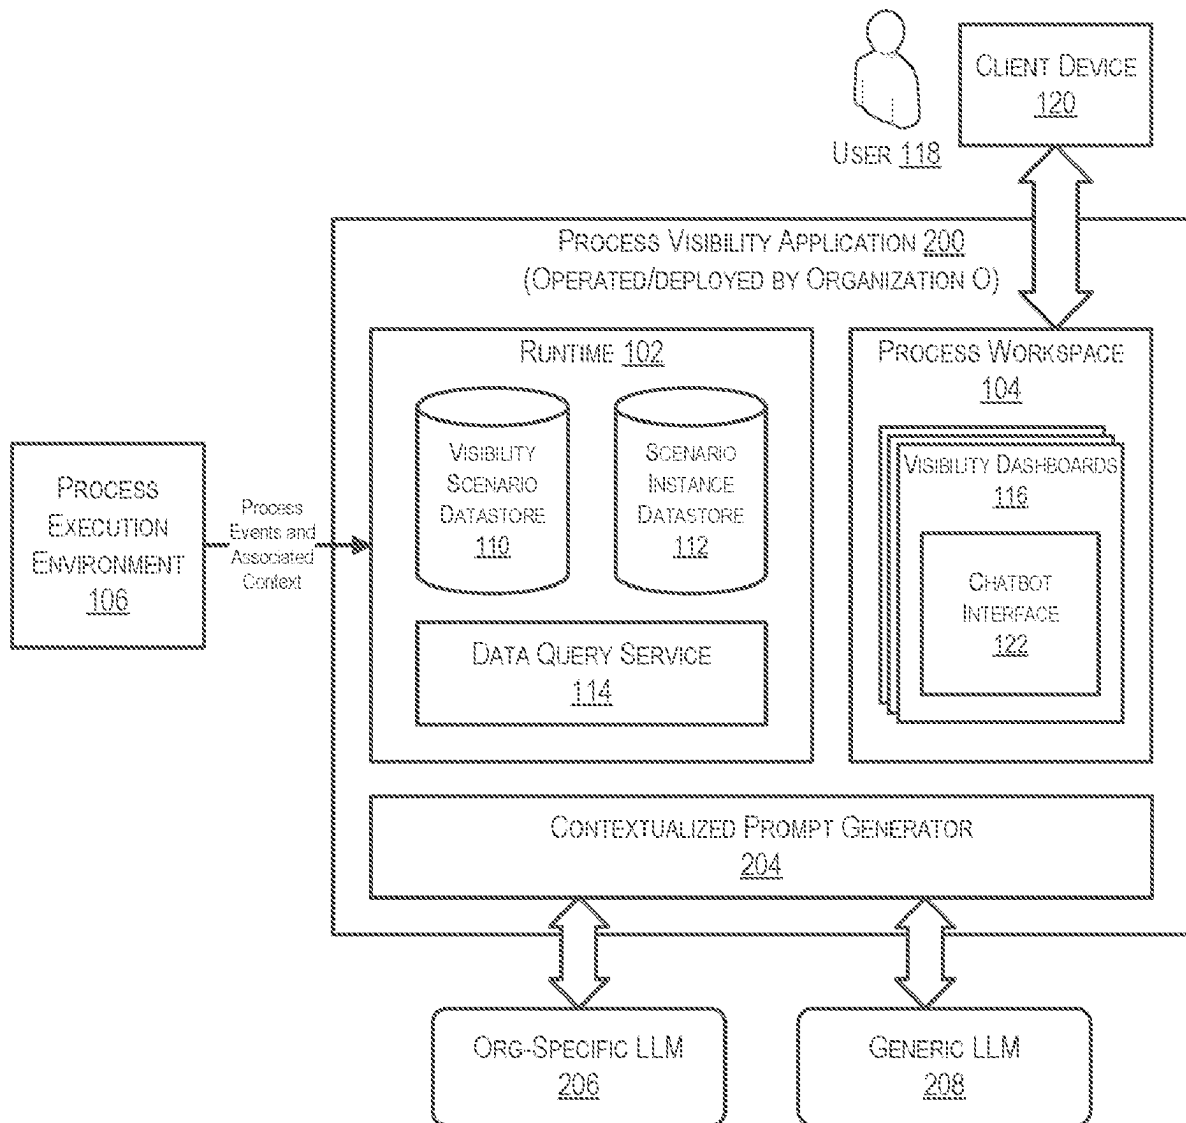 CLIENT DEVICE
120
USER 118
PROCESS VISIBILITY APPLICATION 200
(OPERATED/DEPLOYED BY ORGANIZATION O)
RUNTIME 102
VISIBILITY
SCENARIO
DATASTORE
110
SCENARIO
INSTANCE
DATASTORE
112
DATA QUERY SERVICE
114
PROCESS WORKSPACE
104
VISIBILITY DASHBOARDS
116
CHATBOT
INTERFACE
122
PROCESS
EXECUTION
ENVIRONMENT
106
Process
Events and
Associated
Context
CONTEXTUALIZED PROMPT GENERATOR
204
ORG-SPECIFIC LLM
206
GENERIC LLM
208